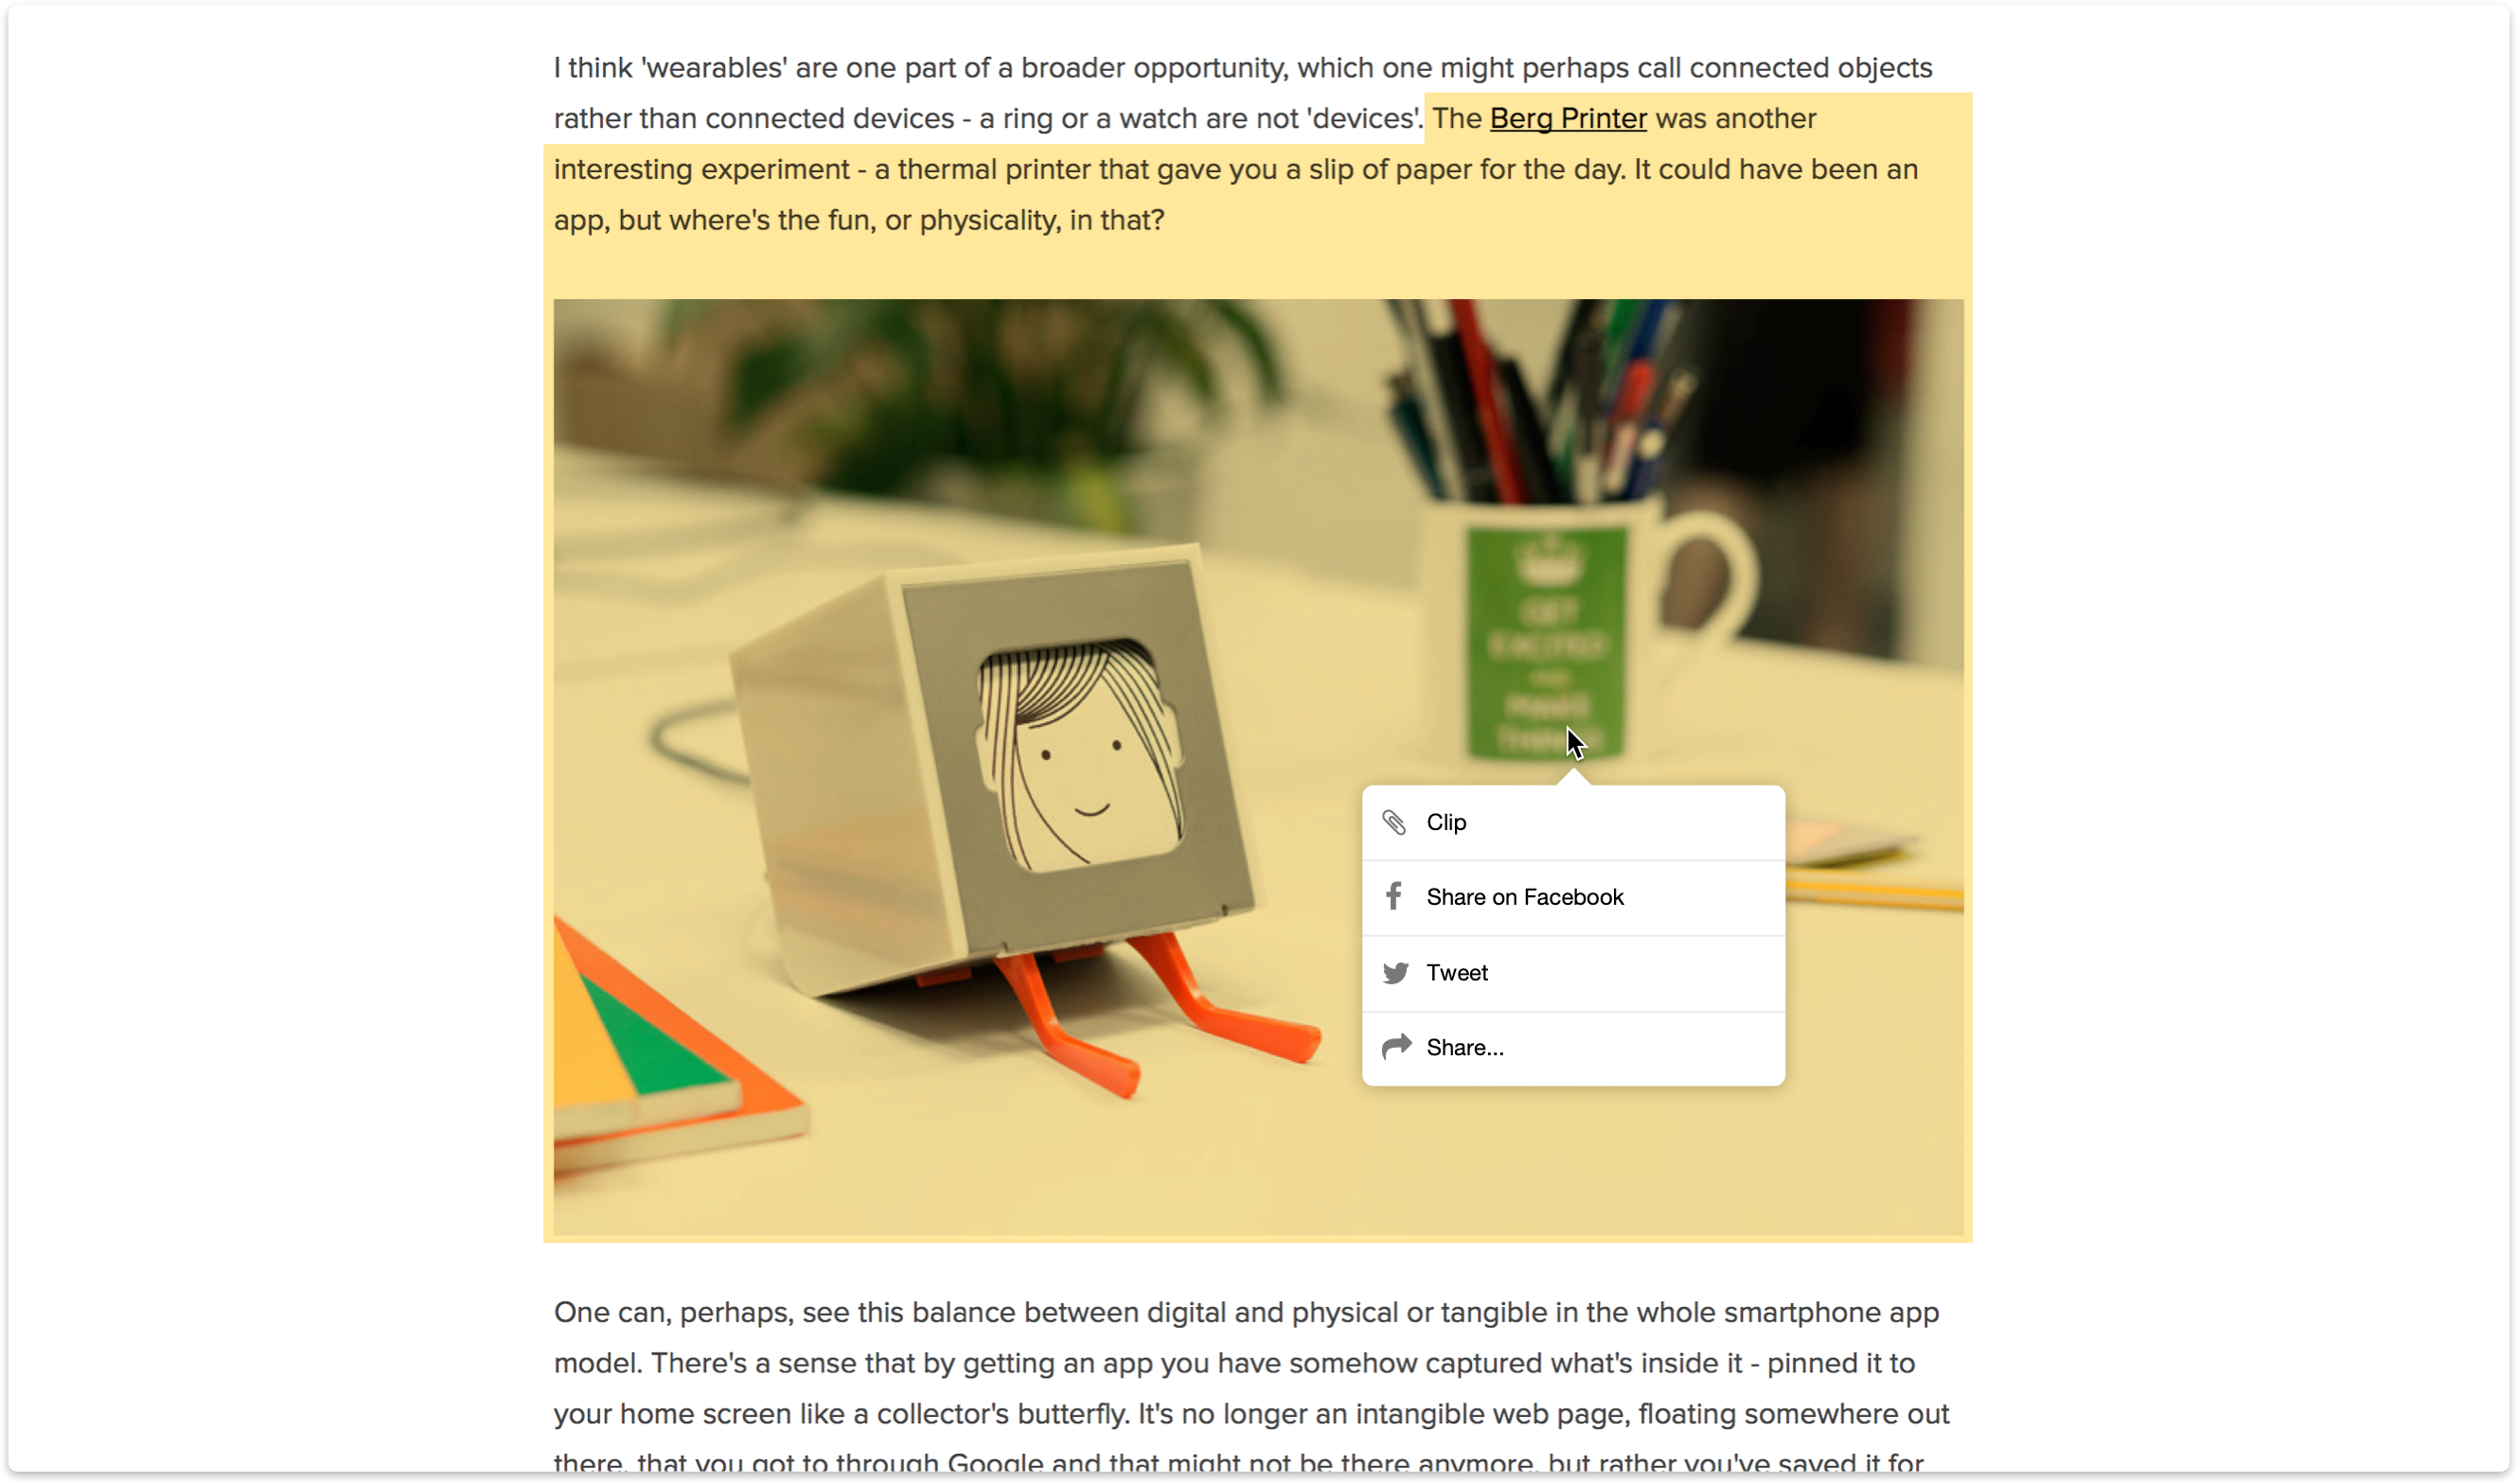 I think 'wearables' are one part of a broader opportunity, which one might perhaps call connected objects
rather than connected devices - a ring or a watch are not 'devices'. The Berg Printer was another
interesting experiment - a thermal printer that gave you a slip of paper for the day. It could have been an
app, but where's the fun, or physicality, in that?
GET
EXCITED
AND
MAKE
THINGS
Clip
Share on Facebook
Tweet
Share...
One can, perhaps, see this balance between digital and physical or tangible in the whole smartphone app
model. There's a sense that by getting an app you have somehow captured what's inside it - pinned it to
your home screen like a collector's butterfly. It's no longer an intangible web page, floating somewhere out
there, that you got to through Google and that might not be there anymore, but rather you've saved it for